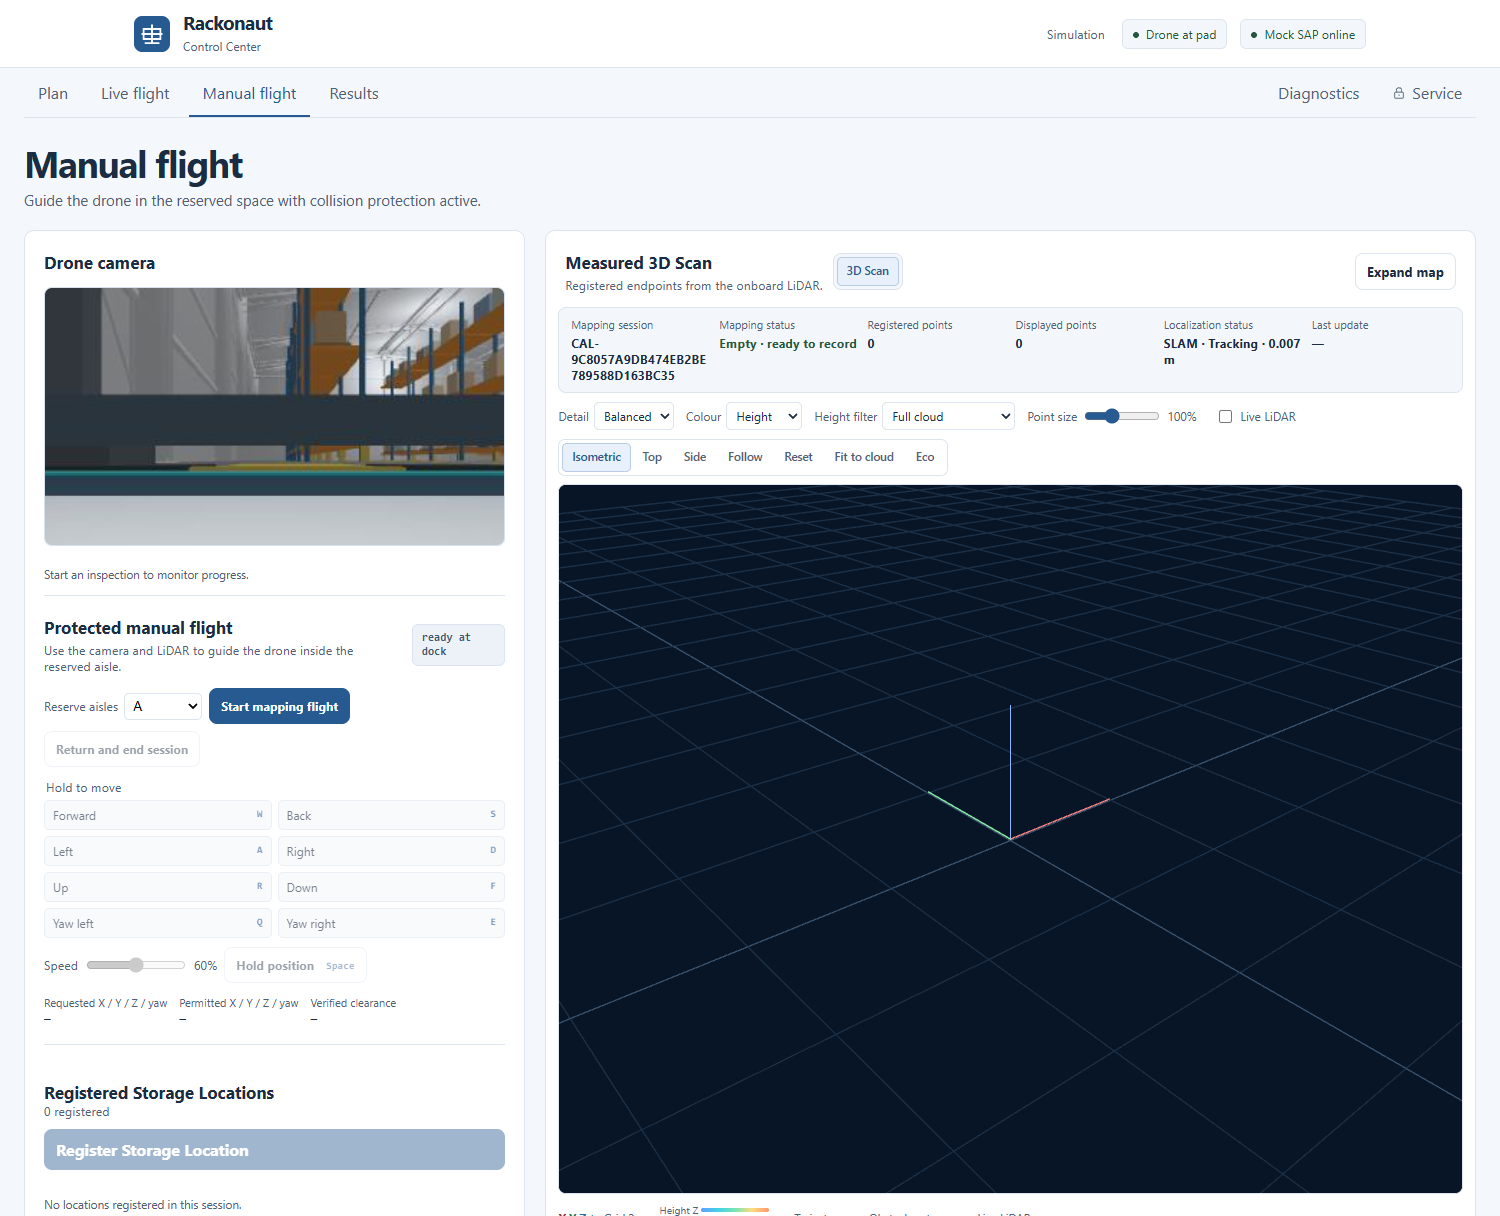 Rackonaut
Control Center
Simulation
Drone at pad
Mock SAP online
Plan
Live flight
Manual flight
Results
Diagnostics
Service
Manual flight
Guide the drone in the reserved space with collision protection active.
Drone camera
Start an inspection to monitor progress.
Protected manual flight
Use the camera and LiDAR to guide the drone inside the
reserved aisle.
ready at
dock
Reserve aisles
A
Start mapping flight
Return and end session
Hold to move
Forward W
Back S
Left A
Right D
Up R
Down F
Yaw left Q
Yaw right E
Speed
60%
Hold position Space
Requested X / Y / Z / yaw
–
Permitted X / Y / Z / yaw
–
Verified clearance
–
Registered Storage Locations
0 registered
Register Storage Location
No locations registered in this session.
Measured 3D Scan
Registered endpoints from the onboard LiDAR.
3D Scan
Expand map
Mapping session
CAL-
9C8057A9DB474EB2BE
789588D163BC35
Mapping status
Empty · ready to record
Registered points
0
Displayed points
0
Localization status
SLAM · Tracking · 0.007
m
Last update
—
Detail
Balanced
Colour
Height
Height filter
Full cloud
Point size
100%
Live LiDAR
Isometric
Top
Side
Follow
Reset
Fit to cloud
Eco
Height Z